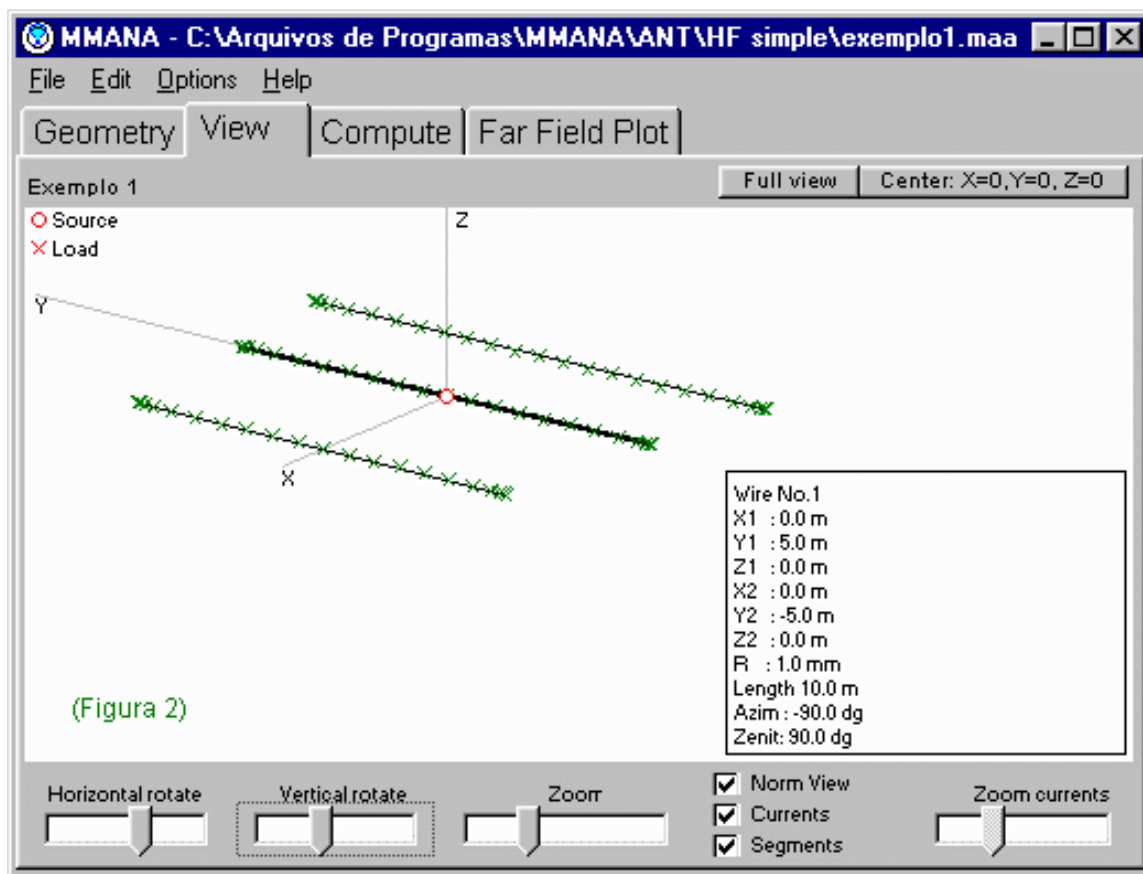 MMANA - C:\Arquivos de Programas\MMANA\ANT\HF simple\exemplo1.maa
File Edit Options Help
Geometry View Compute Far Field Plot
Exemplo 1
Full view Center: X=0,Y=0, Z=0
Source
Load
Z
Y
X
Wire No.1
X1 : 0.0 m
Y1 : 5.0 m
Z1 : 0.0 m
X2 : 0.0 m
Y2 : -5.0 m
Z2 : 0.0 m
R : 1.0 mm
Length 10.0 m
Azim : -90.0 dg
Zenit: 90.0 dg
(Figura 2)
Horizontal rotate Vertical rotate Zoom
Norm View
Currents
Segments
Zoom currents